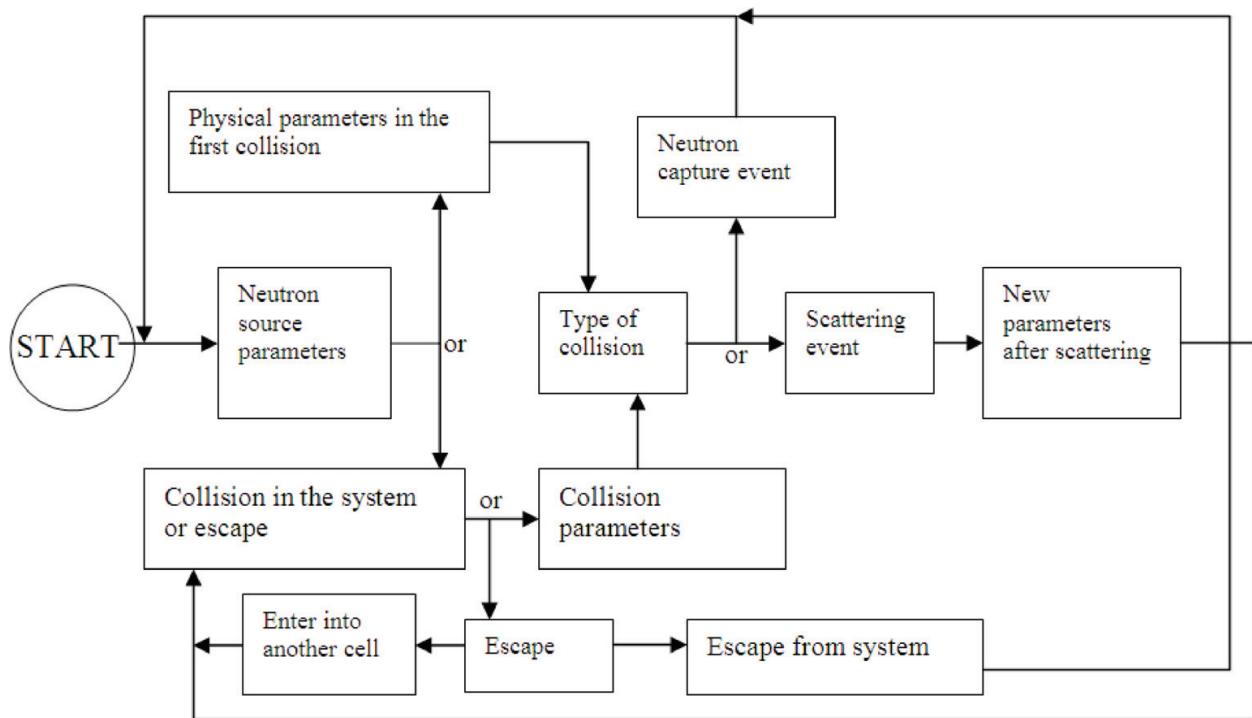 Physical parameters in the
first collision
Neutron
capture event
START
Neutron
source
parameters
or
Type of
collision
or
Scattering
event
New
parameters
after scattering
Collision in the system
or escape
or
Collision
parameters
Enter into
another cell
Escape
Escape from system